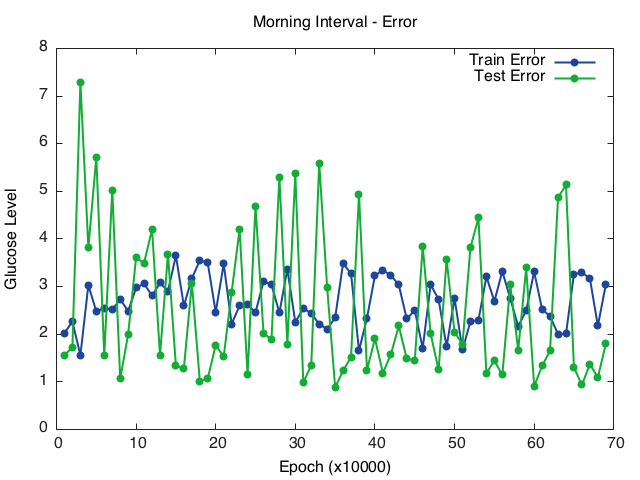 Morning Interval - Error
Train Error
Test Error
8
7
6
5
4
3
2
1
0
Glucose Level
0 10 20 30 40 50 60 70
Epoch (x10000)